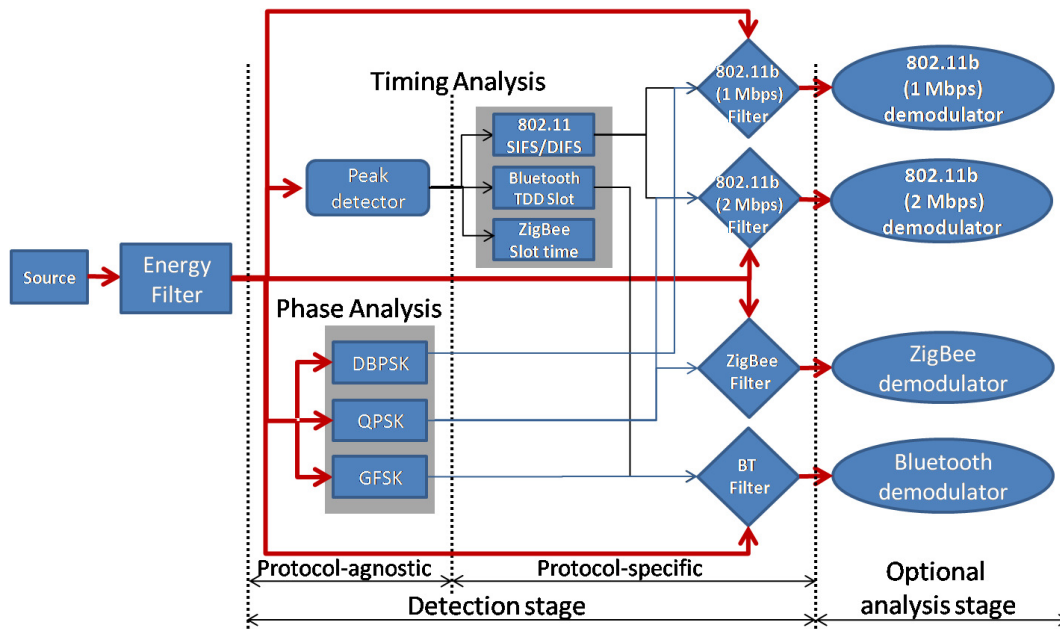 Timing Analysis
802.11b
(1 Mbps)
Filter
802.11b
(1 Mbps)
demodulator
802.11
SIFS/DIFS
Peak
detector
Bluetooth
TDD Slot
802.11b
(2 Mbps)
Filter
802.11b
(2 Mbps)
demodulator
ZigBee
Slot time
Source
Energy
Filter
Phase Analysis
DBPSK
ZigBee
Filter
ZigBee
demodulator
QPSK
GFSK
BT
Filter
Bluetooth
demodulator
Protocol-agnostic
Protocol-specific
Detection stage
Optional
analysis stage